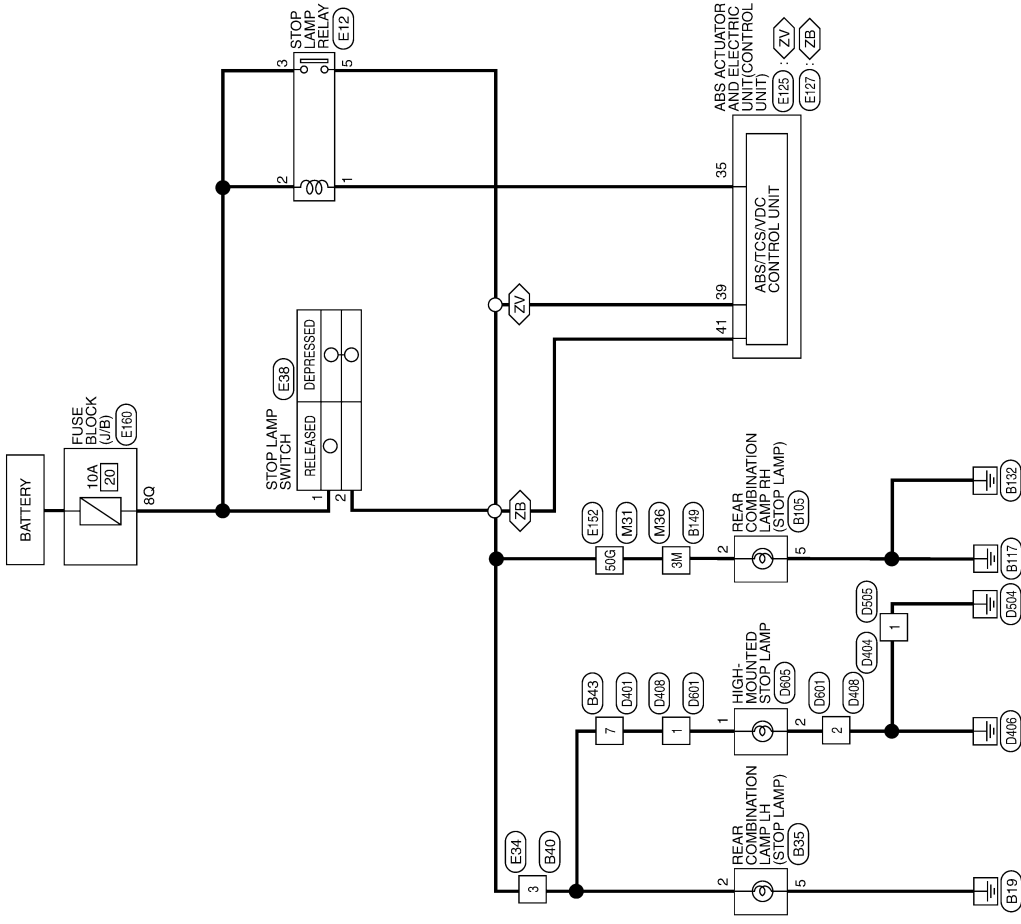 BATTERY
FUSE
BLOCK
(J/B)
E160
10A
20
8Q
STOP LAMP
SWITCH
E38
RELEASED
DEPRESSED
1
2
STOP
LAMP
RELAY
E12
3
5
2
1
ZV
ZB
ABS ACTUATOR
AND ELECTRIC
UNIT(CONTROL
UNIT)
E125 : ZV
E127 : ZB
35
39
41
ABS/TCS/VDC
CONTROL UNIT
E152
M31
50G
M36
B149
3M
2
REAR
COMBINATION
LAMP RH
(STOP LAMP)
B105
5
B132
B117
B43
D401
7
D408
D601
1
1
HIGH-
MOUNTED
STOP LAMP
D605
2
D601
D408
2
D505
D404
1
D504
D406
E34
B40
3
2
REAR
COMBINATION
LAMP LH
(STOP LAMP)
B35
5
B19